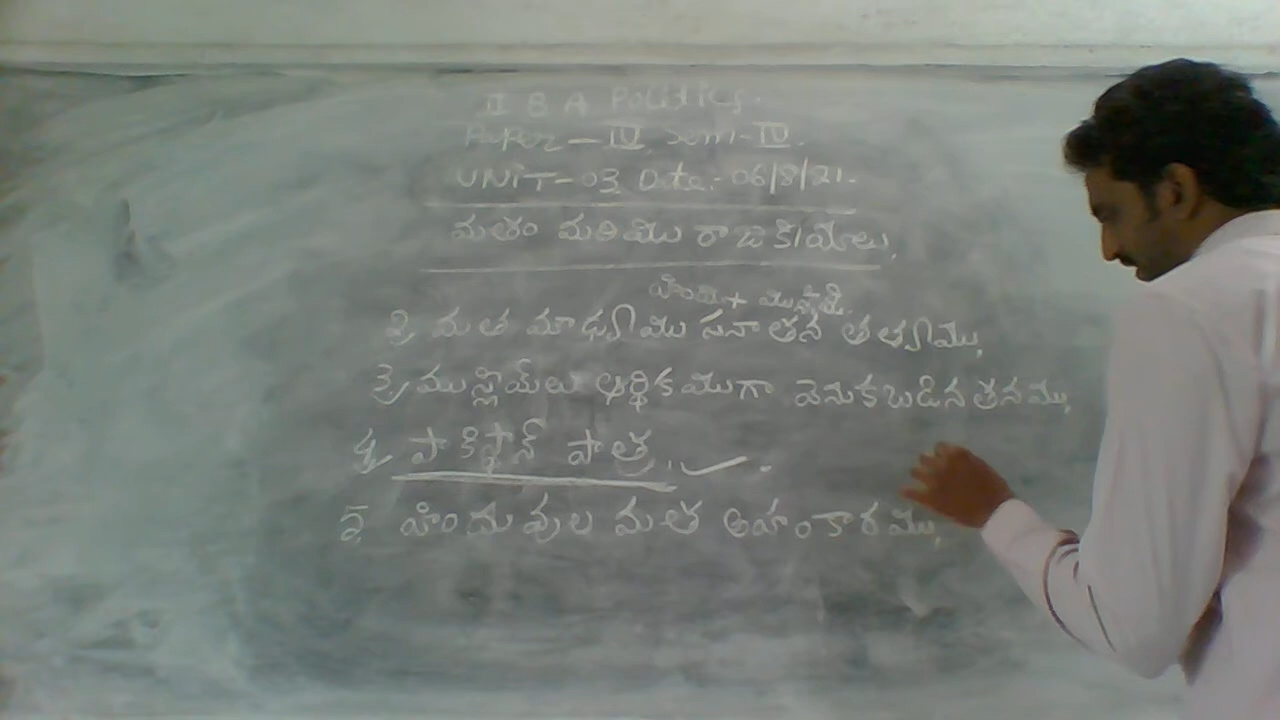 II B A Politics.
Paper - IV Sem - IV.
UNIT - 03 Date :- 06/8/21.
మతం మరియు రాజకీయాలు,
హిందు + ముస్లిం
2, మత మాధ్యమము సనాతన తత్వము,
3, ముస్లిమ్‌లు ఆర్థికముగా వెనుకబడిన తనము,
4, పాకిస్థాన్ పాత్ర,
5, హిందువుల మత అహంకారము,